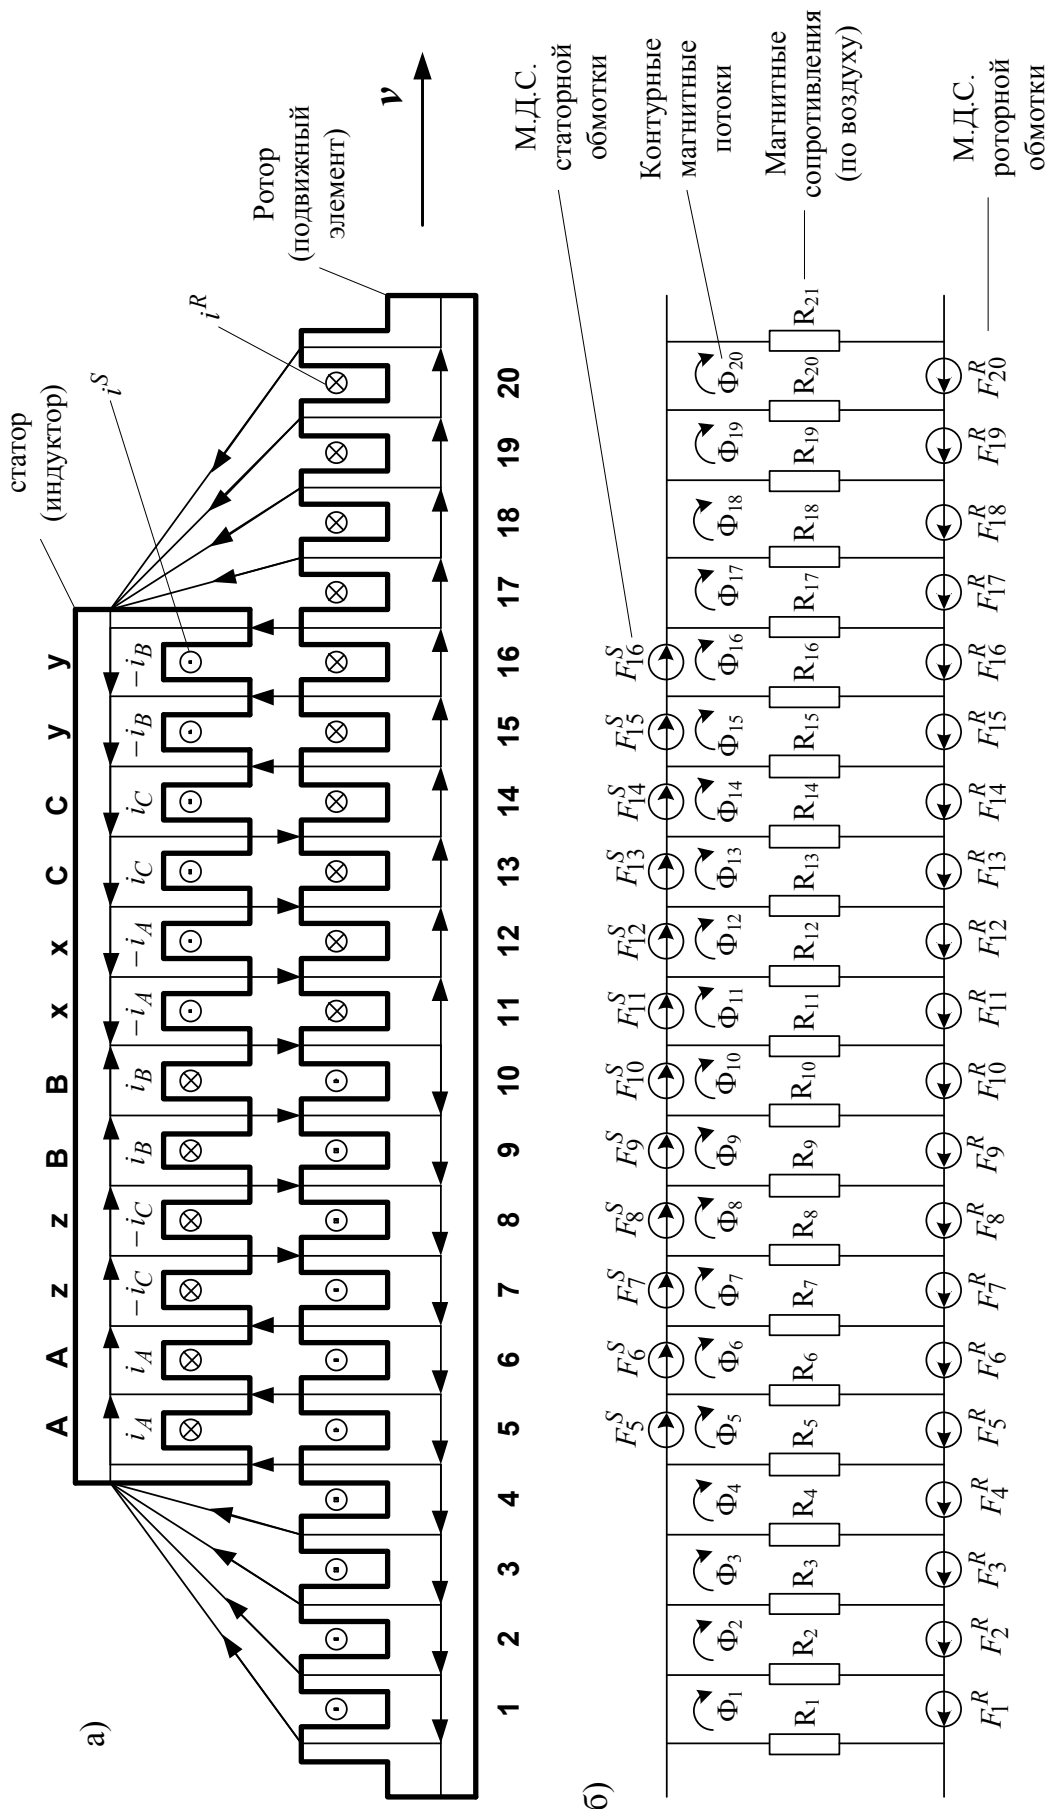 а)
статор
(индуктор)
i^S
Ротор
(подвижный
элемент)
i^R
v
A A z z B B x x C C y y
i_A i_A −i_C −i_C i_B i_B −i_A −i_A i_C i_C −i_B −i_B
1 2 3 4 5 6 7 8 9 10 11 12 13 14 15 16 17 18 19 20
б)
М.Д.С.
статорной
обмотки
F_5^S F_6^S F_7^S F_8^S F_9^S F_10^S F_11^S F_12^S F_13^S F_14^S F_15^S F_16^S
Контурные
магнитные
потоки
Φ_1 Φ_2 Φ_3 Φ_4 Φ_5 Φ_6 Φ_7 Φ_8 Φ_9 Φ_10 Φ_11 Φ_12 Φ_13 Φ_14 Φ_15 Φ_16 Φ_17 Φ_18 Φ_19 Φ_20
Магнитные
сопротивления
(по воздуху)
R_1 R_2 R_3 R_4 R_5 R_6 R_7 R_8 R_9 R_10 R_11 R_12 R_13 R_14 R_15 R_16 R_17 R_18 R_19 R_20 R_21
М.Д.С.
роторной
обмотки
F_1^R F_2^R F_3^R F_4^R F_5^R F_6^R F_7^R F_8^R F_9^R F_10^R F_11^R F_12^R F_13^R F_14^R F_15^R F_16^R F_17^R F_18^R F_19^R F_20^R